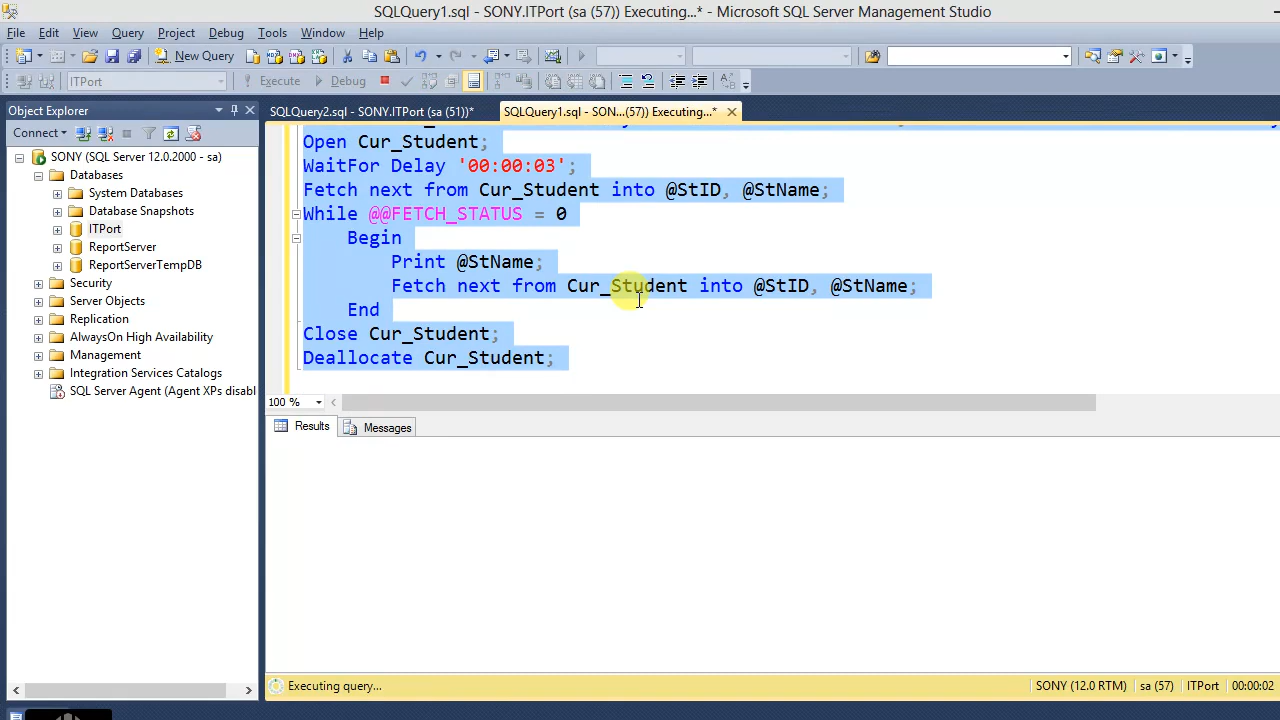 SQLQuery1.sql - SONY.ITPort (sa (57)) Executing...* - Microsoft SQL Server Management Studio
File Edit View Query Project Debug Tools Window Help
New Query
ITPort Execute Debug
Object Explorer
SQLQuery2.sql - SONY.ITPort (sa (51))* SQLQuery1.sql - SON...(57)) Executing...*
Connect
SONY (SQL Server 12.0.2000 - sa)
Databases
System Databases
Database Snapshots
ITPort
ReportServer
ReportServerTempDB
Security
Server Objects
Replication
AlwaysOn High Availability
Management
Integration Services Catalogs
SQL Server Agent (Agent XPs disabl
Open Cur_Student;
WaitFor Delay '00:00:03';
Fetch next from Cur_Student into @StID, @StName;
While @@FETCH_STATUS = 0
Begin
Print @StName;
Fetch next from Cur_Student into @StID, @StName;
End
Close Cur_Student;
Deallocate Cur_Student;
100 %
Results Messages
Executing query... SONY (12.0 RTM) sa (57) ITPort 00:00:02